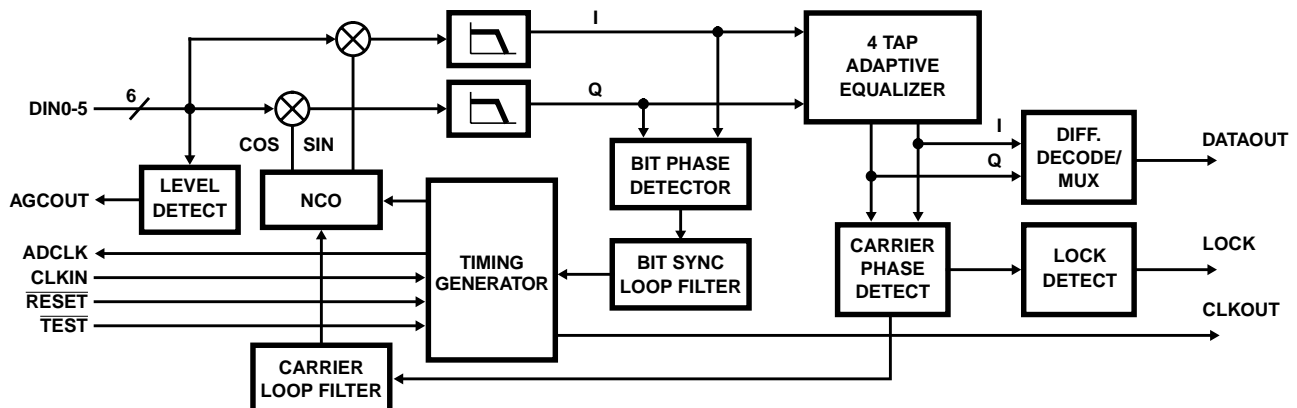 I
4 TAP
ADAPTIVE
EQUALIZER
6
DIN0-5
Q
COS
SIN
I
DIFF.
DECODE/
MUX
DATAOUT
Q
BIT PHASE
DETECTOR
LEVEL
DETECT
AGCOUT
NCO
ADCLK
CLKIN
RESET
TEST
TIMING
GENERATOR
BIT SYNC
LOOP FILTER
CARRIER
PHASE
DETECT
LOCK
DETECT
LOCK
CLKOUT
CARRIER
LOOP FILTER